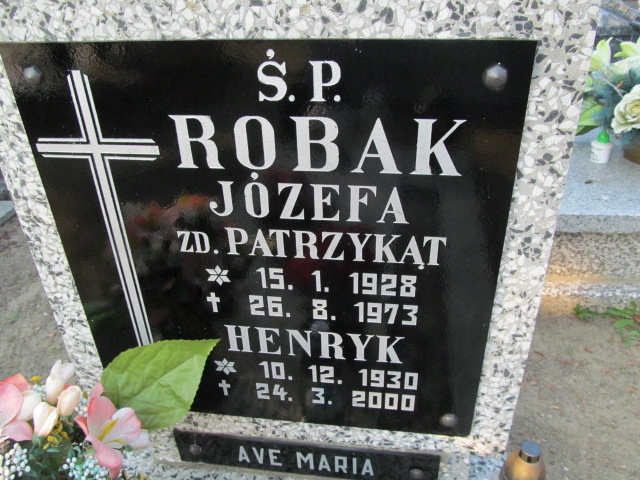 Ś. P.
ROBAK
JÓZEFA
ZD. PATRZYKĄT
15. 1. 1928
26. 8. 1973
HENRYK
10. 12. 1930
24. 3. 2000
AVE MARIA